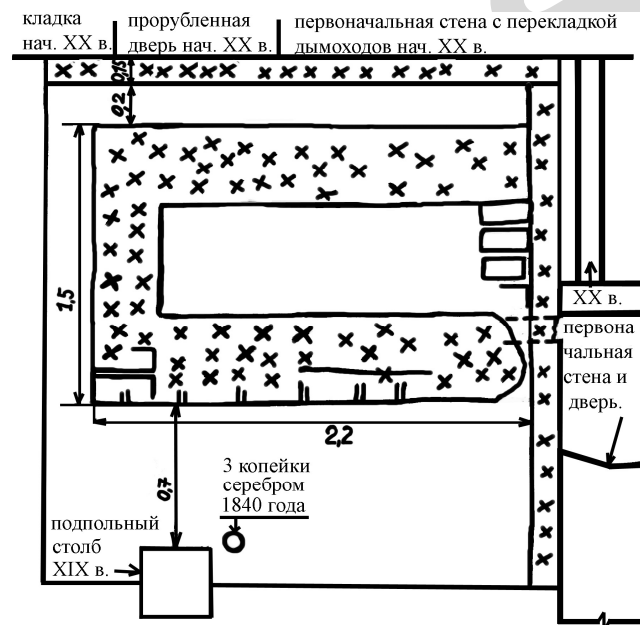 кладка
нач. XX в.
прорубленная
дверь нач. XX в.
первоначальная стена с перекладкой
дымоходов нач. XX в.
0,15
0,2
1,5
XX в.
первона
чальная
стена и
дверь.
2,2
0,7
3 копейки
серебром
1840 года
подпольный
столб
XIX в.